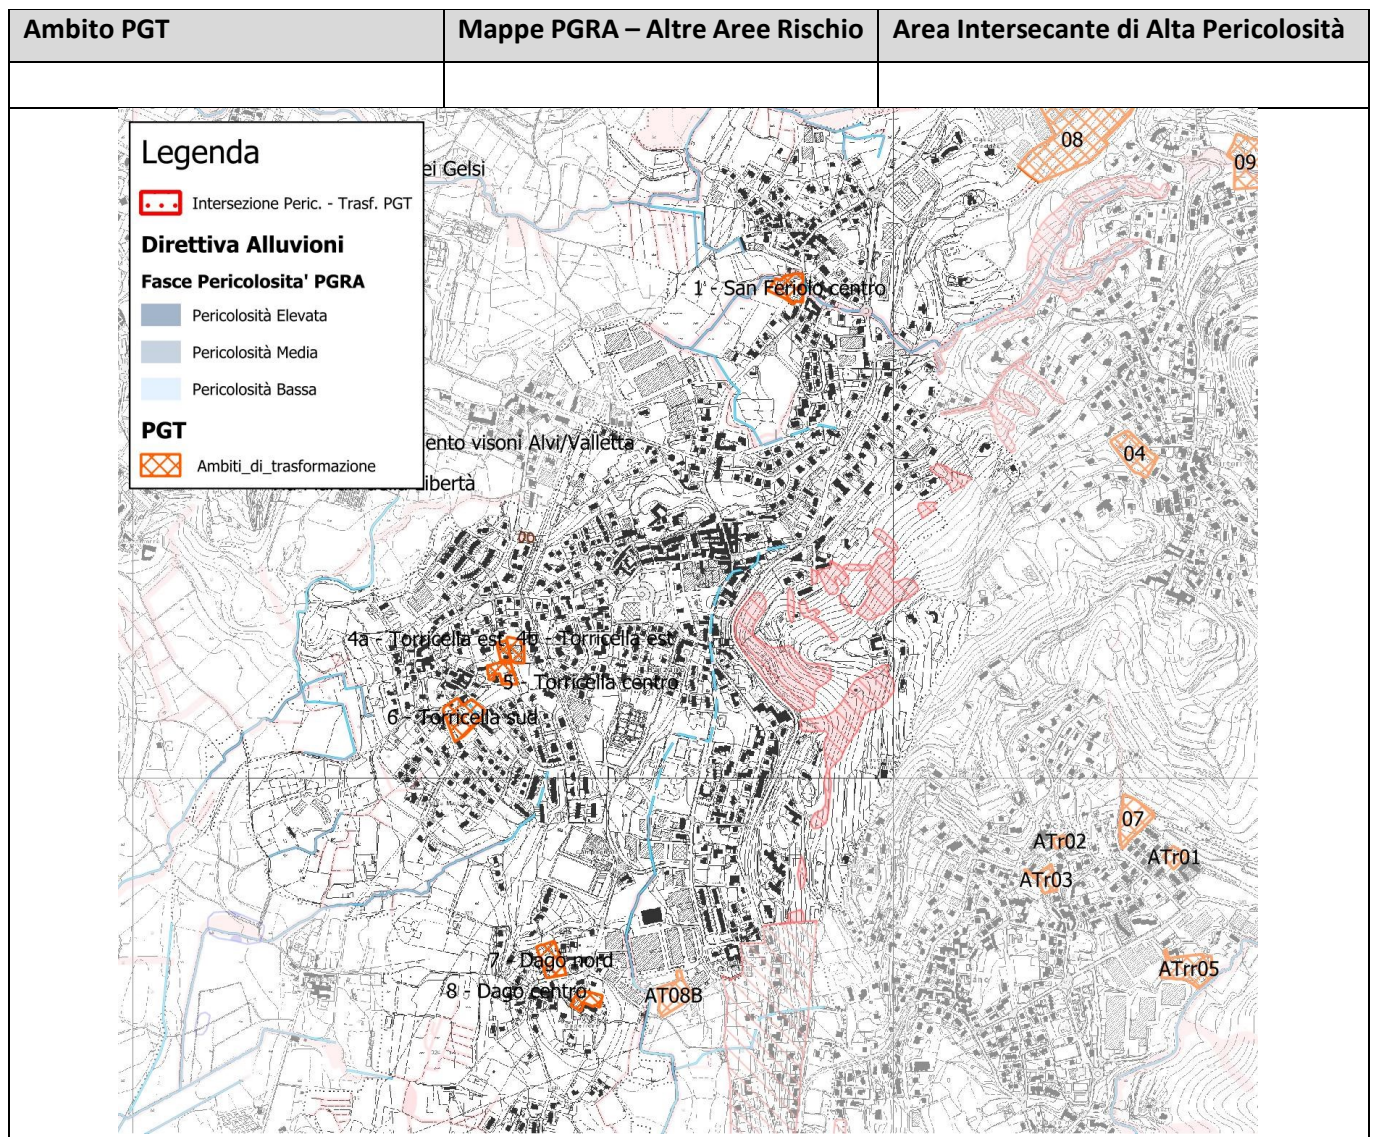 Ambito PGT
Mappe PGRA – Altre Aree Rischio
Area Intersecante di Alta Pericolosità
Legenda
Intersezione Peric. - Trasf. PGT
Direttiva Alluvioni
Fasce Pericolosita' PGRA
Pericolosità Elevata
Pericolosità Media
Pericolosità Bassa
PGT
Ambiti_di_trasformazione
ei Gelsi
08
09
1 - San Feriolo centro
ento visoni Alvi/Valletta
04
ibertà
4a - Torricella est
4b - Torricella est
5 - Torricella centro
6 - Torricella sud
07
ATr02
ATr01
ATr03
7 - Dago nord
ATrr05
8 - Dago centro
AT08B